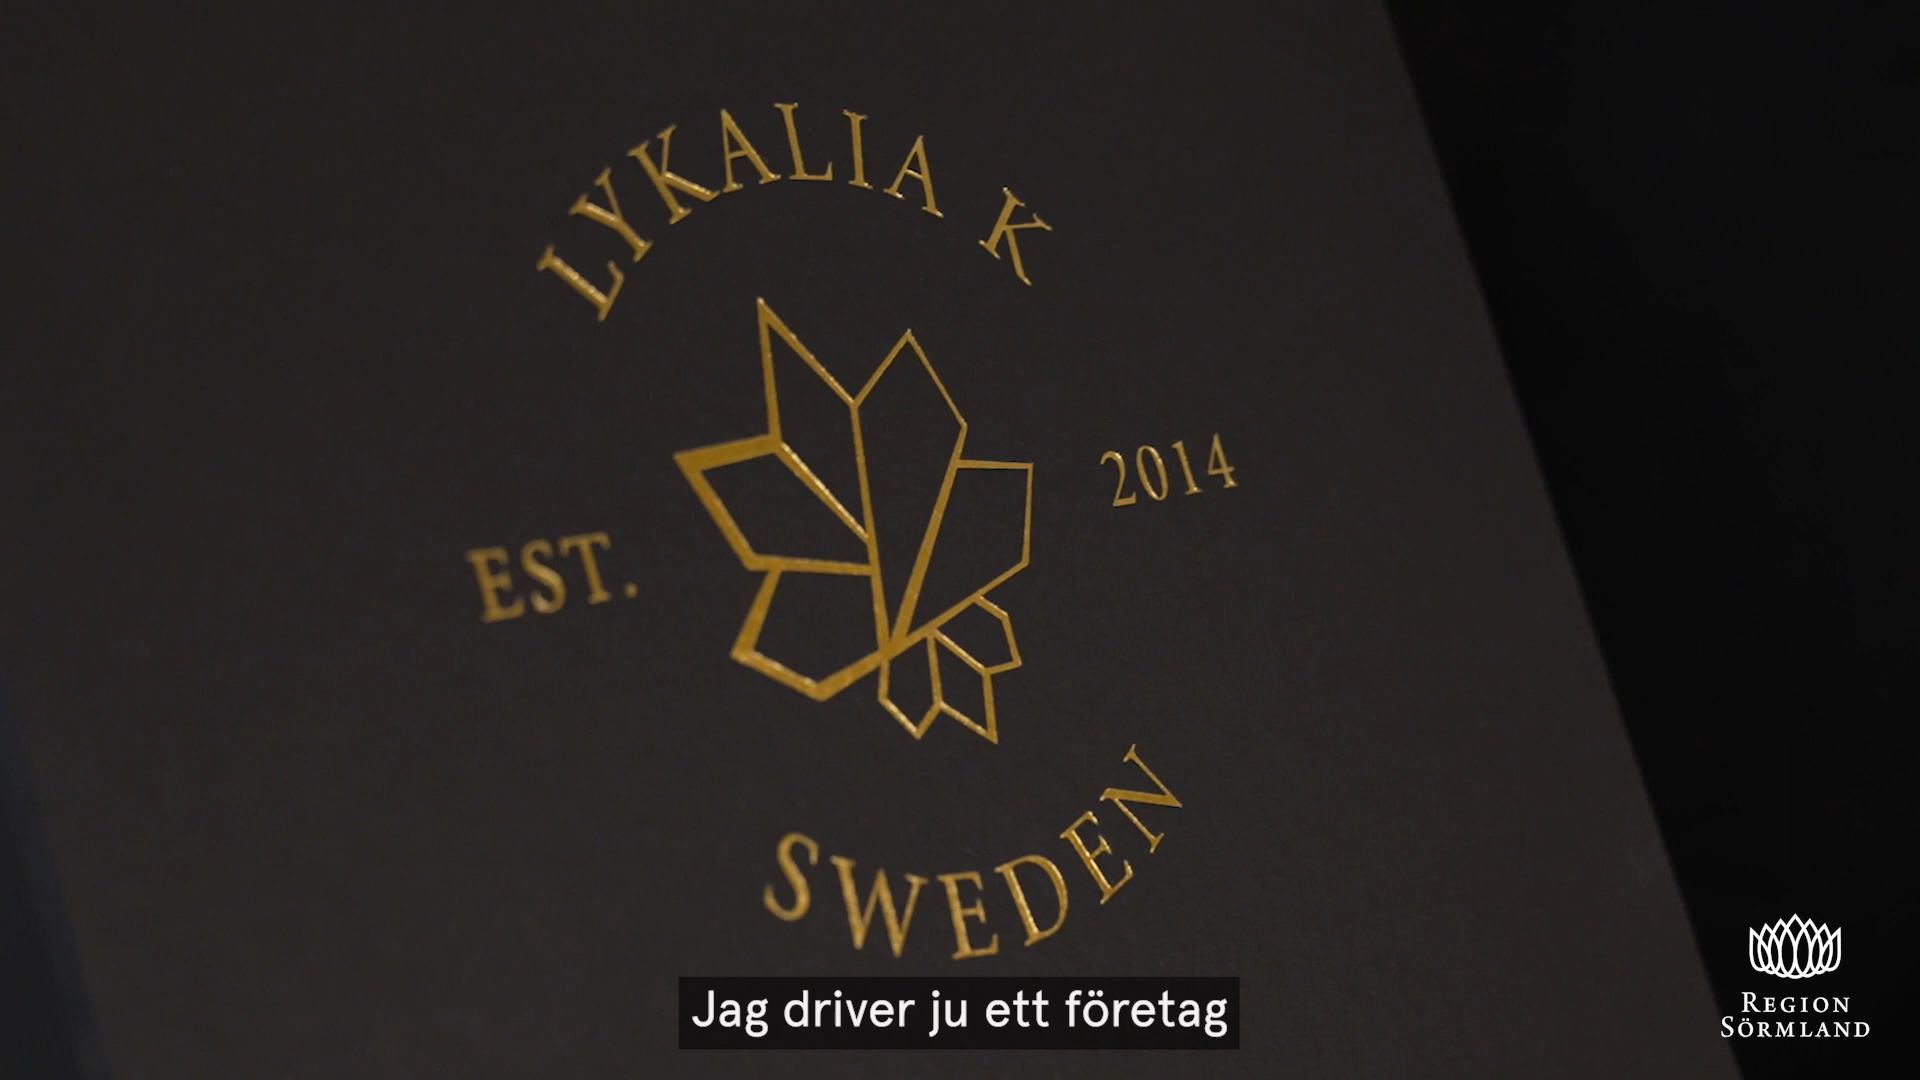 LYKALIA K
EST.
2014
SWEDEN
Jag driver ju ett företag
REGION
SÖRMLAND